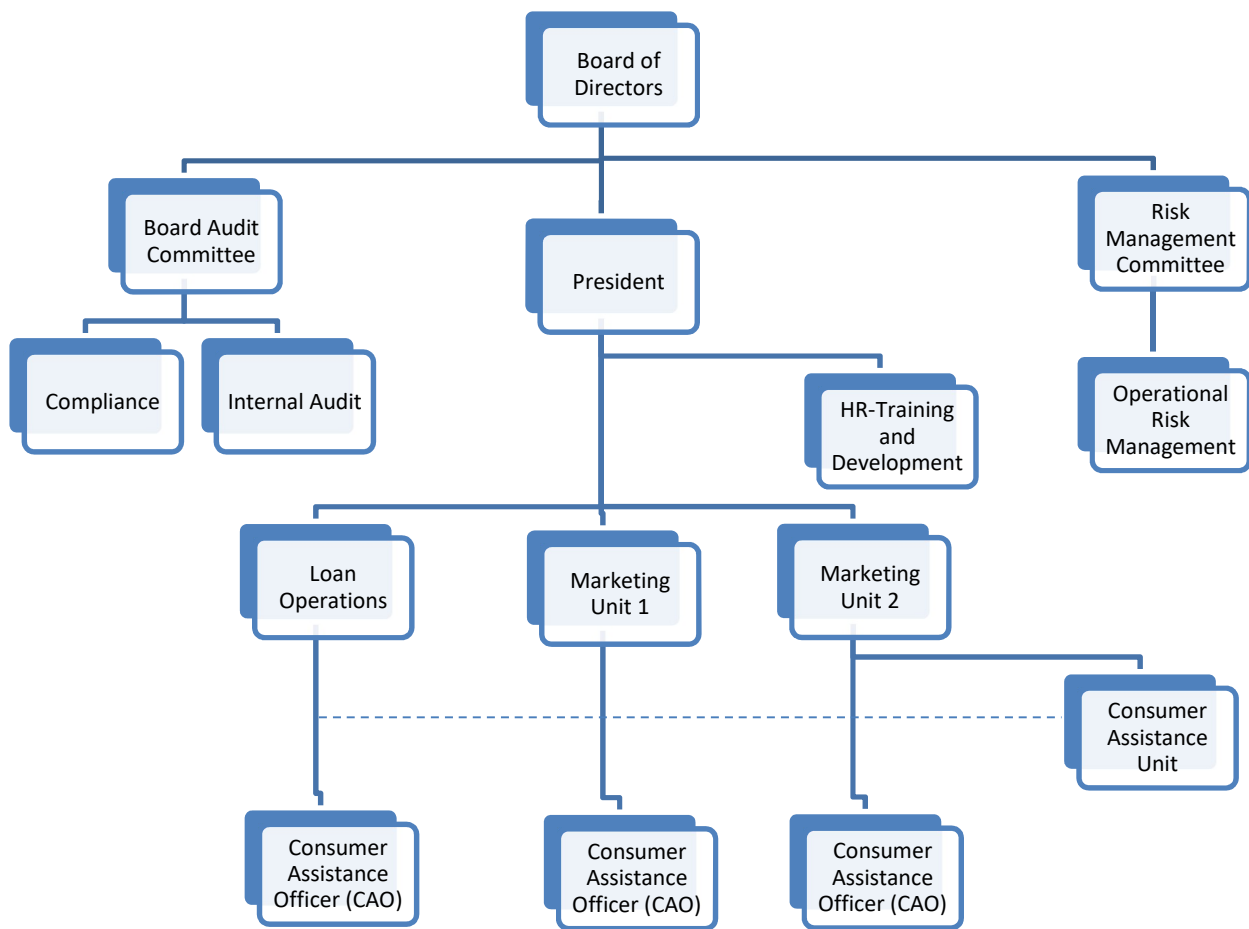 Board of
Directors
Board Audit
Committee
President
Risk
Management
Committee
Compliance
Internal Audit
HR-Training
and
Development
Operational
Risk
Management
Loan
Operations
Marketing
Unit 1
Marketing
Unit 2
Consumer
Assistance
Unit
Consumer
Assistance
Officer (CAO)
Consumer
Assistance
Officer (CAO)
Consumer
Assistance
Officer (CAO)